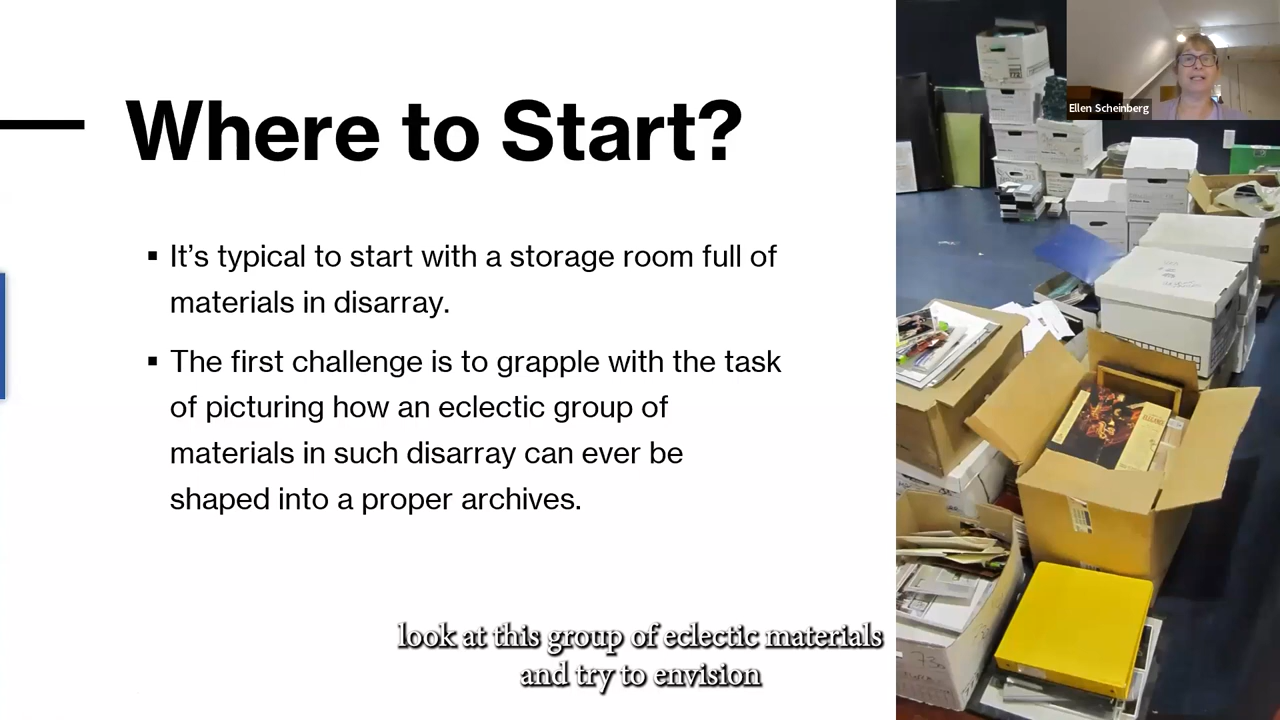 Where to Start?
Ellen Scheinberg
▪ It’s typical to start with a storage room full of
materials in disarray.
▪ The first challenge is to grapple with the task
of picturing how an eclectic group of
materials in such disarray can ever be
shaped into a proper archives.
look at this group of eclectic materials
and try to envision